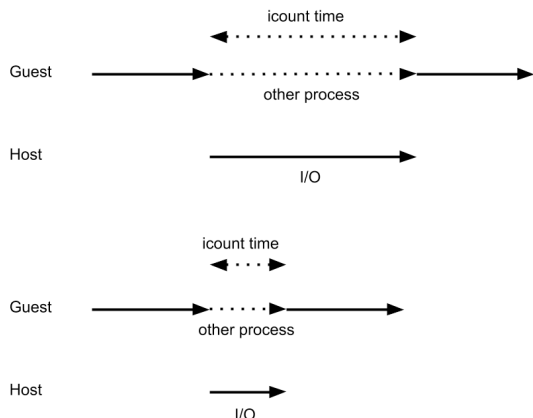 icount time
Guest
other process
Host
I/O
icount time
Guest
other process
Host
I/O